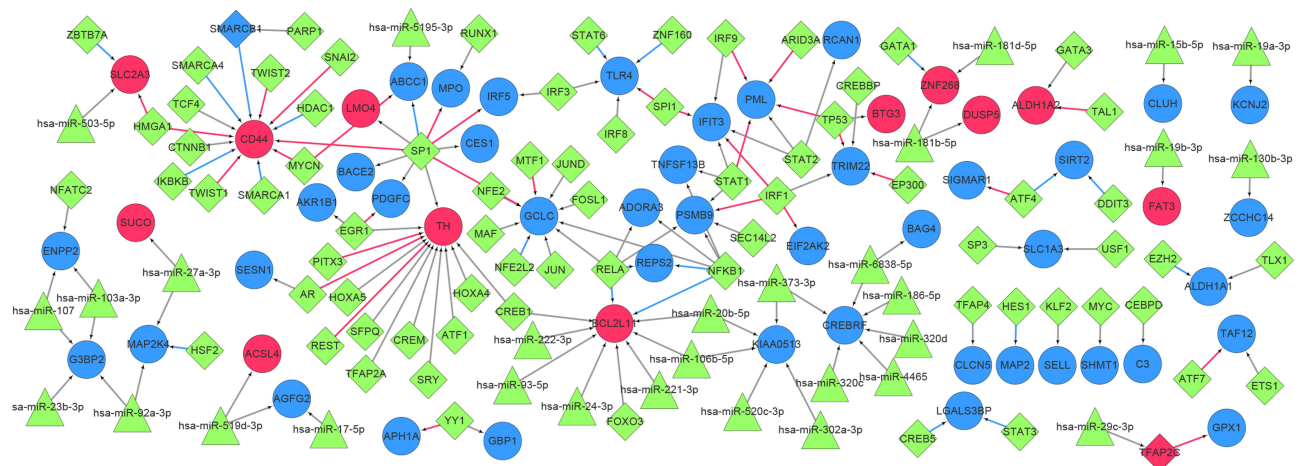 ZBTB7A
SMARCB1
PARP1
hsa-miR-5195-3p
RUNX1
STAT6
ZNF160
IRF9
ARID3A
RCAN1
GATA1
hsa-miR-181d-5p
GATA3
hsa-miR-15b-5p
hsa-miR-19a-3p
SLC2A3
SMARCA4
TWIST2
SNAI2
ABCC1
MPO
TLR4
CREBBP
ZNF268
TCF4
HDAC1
LMO4
IRF5
IRF3
SPI1
PML
TP53
BTG3
DUSP5
ALDH1A2
TAL1
CLUH
KCNJ2
hsa-miR-503-5p
HMGA1
CD44
IRF8
IFIT3
hsa-miR-181b-5p
CTNNB1
MYCN
SP1
CES1
STAT2
hsa-miR-19b-3p
hsa-miR-130b-3p
IKBKB
BACE2
MTF1
JUND
TNFSF13B
STAT1
TRIM22
SIRT2
TWIST1
SMARCA1
AKR1B1
PDGFC
NFE2
FOSL1
IRF1
EP300
SIGMAR1
ATF4
DDIT3
FAT3
ZCCHC14
NFATC2
SUCO
EGR1
TH
MAF
GCLC
ADORA3
PSMB9
SEC14L2
EIF2AK2
BAG4
SP3
SLC1A3
USF1
ENPP2
PITX3
NFE2L2
JUN
RELA
REPS2
NFKB1
EZH2
TLX1
hsa-miR-27a-3p
SESN1
AR
HOXA5
HOXA4
hsa-miR-373-3p
hsa-miR-6838-5p
ALDH1A1
hsa-miR-103a-3p
hsa-miR-107
CREB1
hsa-miR-186-5p
TFAP4
HES1
KLF2
MYC
CEBPD
G3BP2
MAP2K4
HSF2
ACSL4
REST
SFPQ
CREM
ATF1
BCL2L11
hsa-miR-20b-5p
KIAA0513
CREBRF
hsa-miR-320d
TAF12
TFAP2A
SRY
hsa-miR-222-3p
hsa-miR-106b-5p
CLCN5
MAP2
SELL
SHMT1
C3
hsa-miR-93-5p
hsa-miR-221-3p
hsa-miR-320c
hsa-miR-4465
ATF7
ETS1
sa-miR-23b-3p
hsa-miR-92a-3p
AGFG2
hsa-miR-24-3p
LGALS3BP
hsa-miR-519d-3p
hsa-miR-17-5p
YY1
FOXO3
hsa-miR-520c-3p
hsa-miR-302a-3p
APH1A
GBP1
CREB5
STAT3
hsa-miR-29c-3p
GPX1
TFAP2C